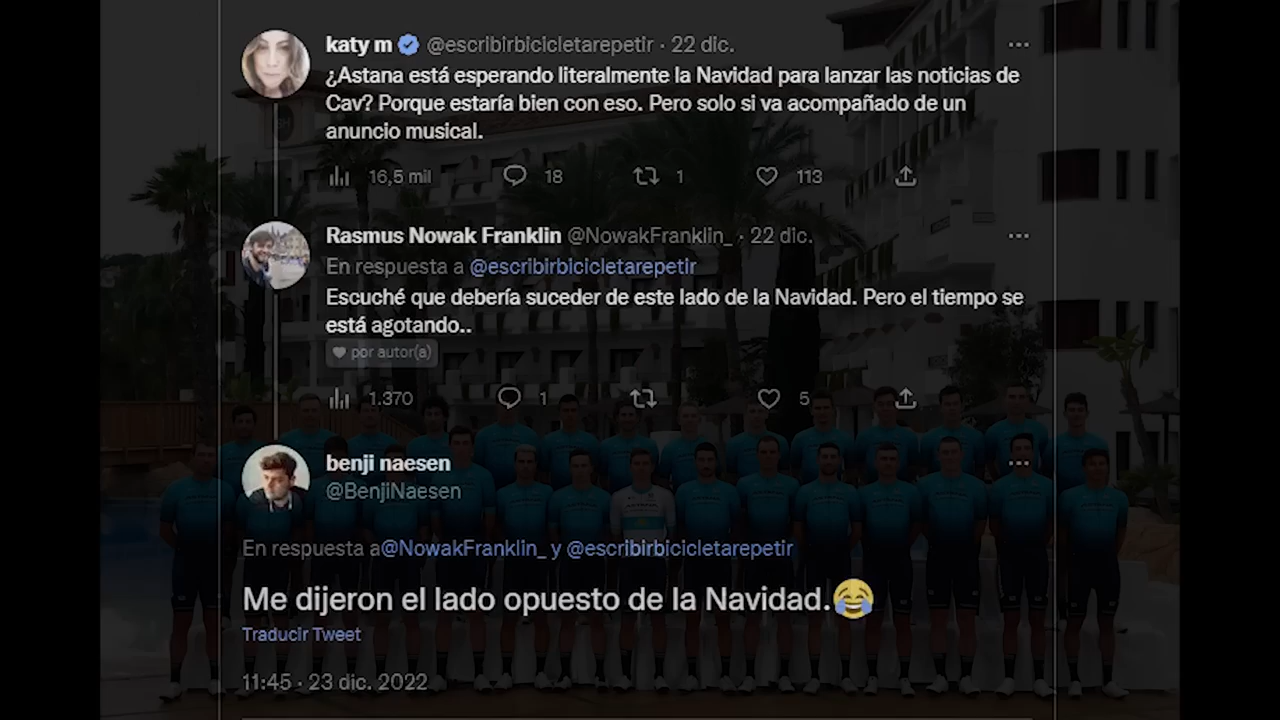 katy m @escribirbicicletarepetir · 22 dic.
¿Astana está esperando literalmente la Navidad para lanzar las noticias de
Cav? Porque estaría bien con eso. Pero solo si va acompañado de un
anuncio musical.
16,5 mil 18 1 113
Rasmus Nowak Franklin @NowakFranklin_ · 22 dic.
En respuesta a @escribirbicicletarepetir
Escuché que debería suceder de este lado de la Navidad. Pero el tiempo se
está agotando..
por autor(a)
1.370 1 5
benji naesen
@BenjiNaesen
En respuesta a@NowakFranklin_ y @escribirbicicletarepetir
Me dijeron el lado opuesto de la Navidad.😂
Traducir Tweet
11:45 · 23 dic. 2022